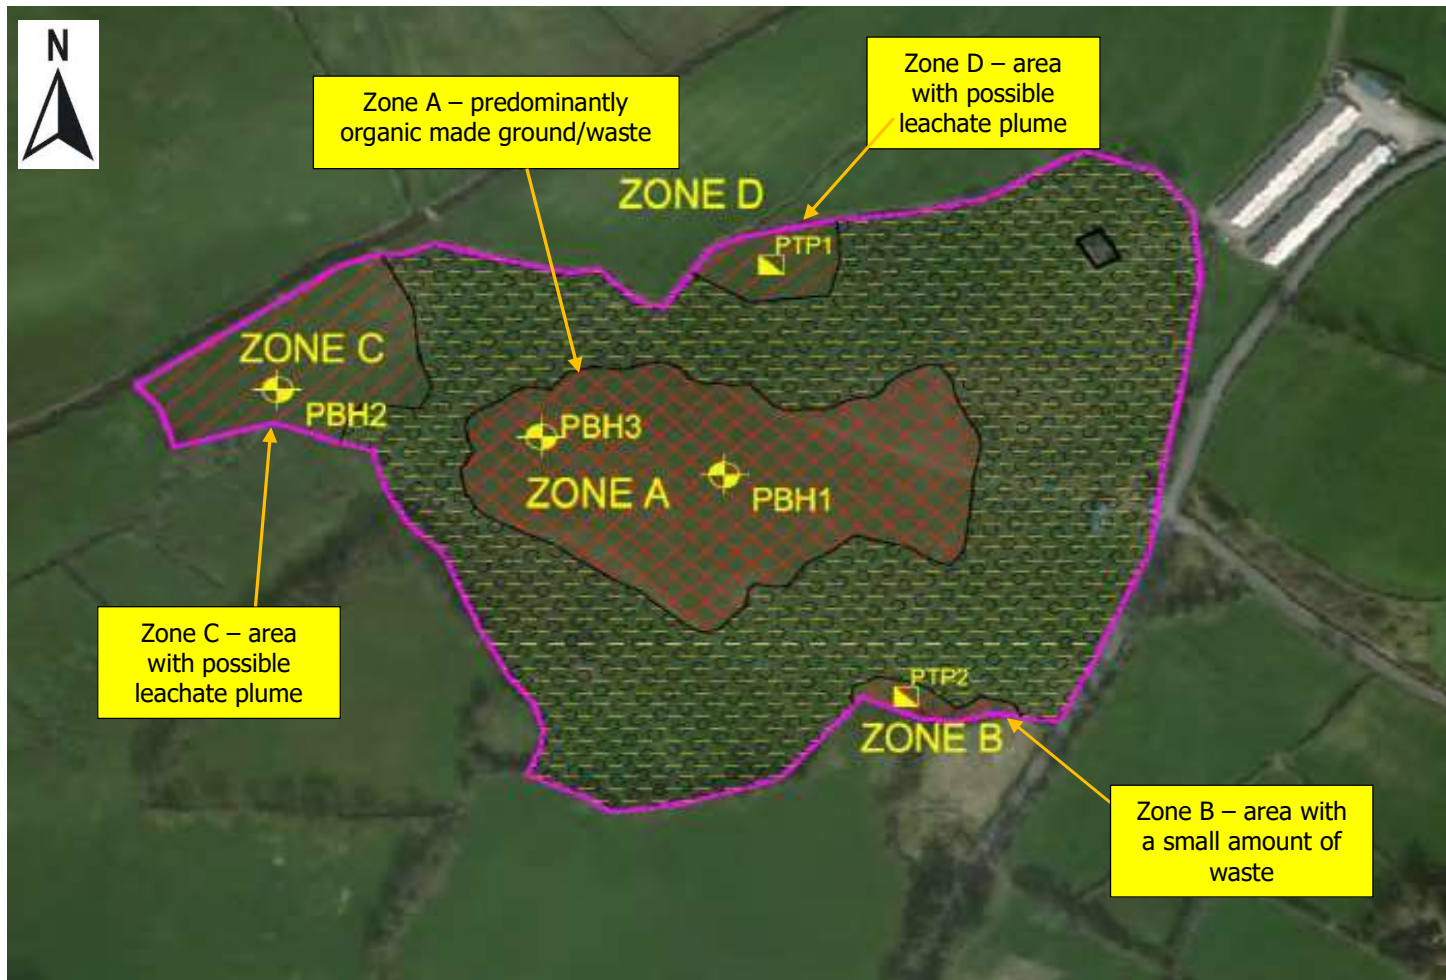 N
Zone A – predominantly
organic made ground/waste
Zone D – area
with possible
leachate plume
ZONE D
PTP1
ZONE C
PBH2
PBH3
ZONE A
PBH1
Zone C – area
with possible
leachate plume
PTP2
ZONE B
Zone B – area with
a small amount of
waste